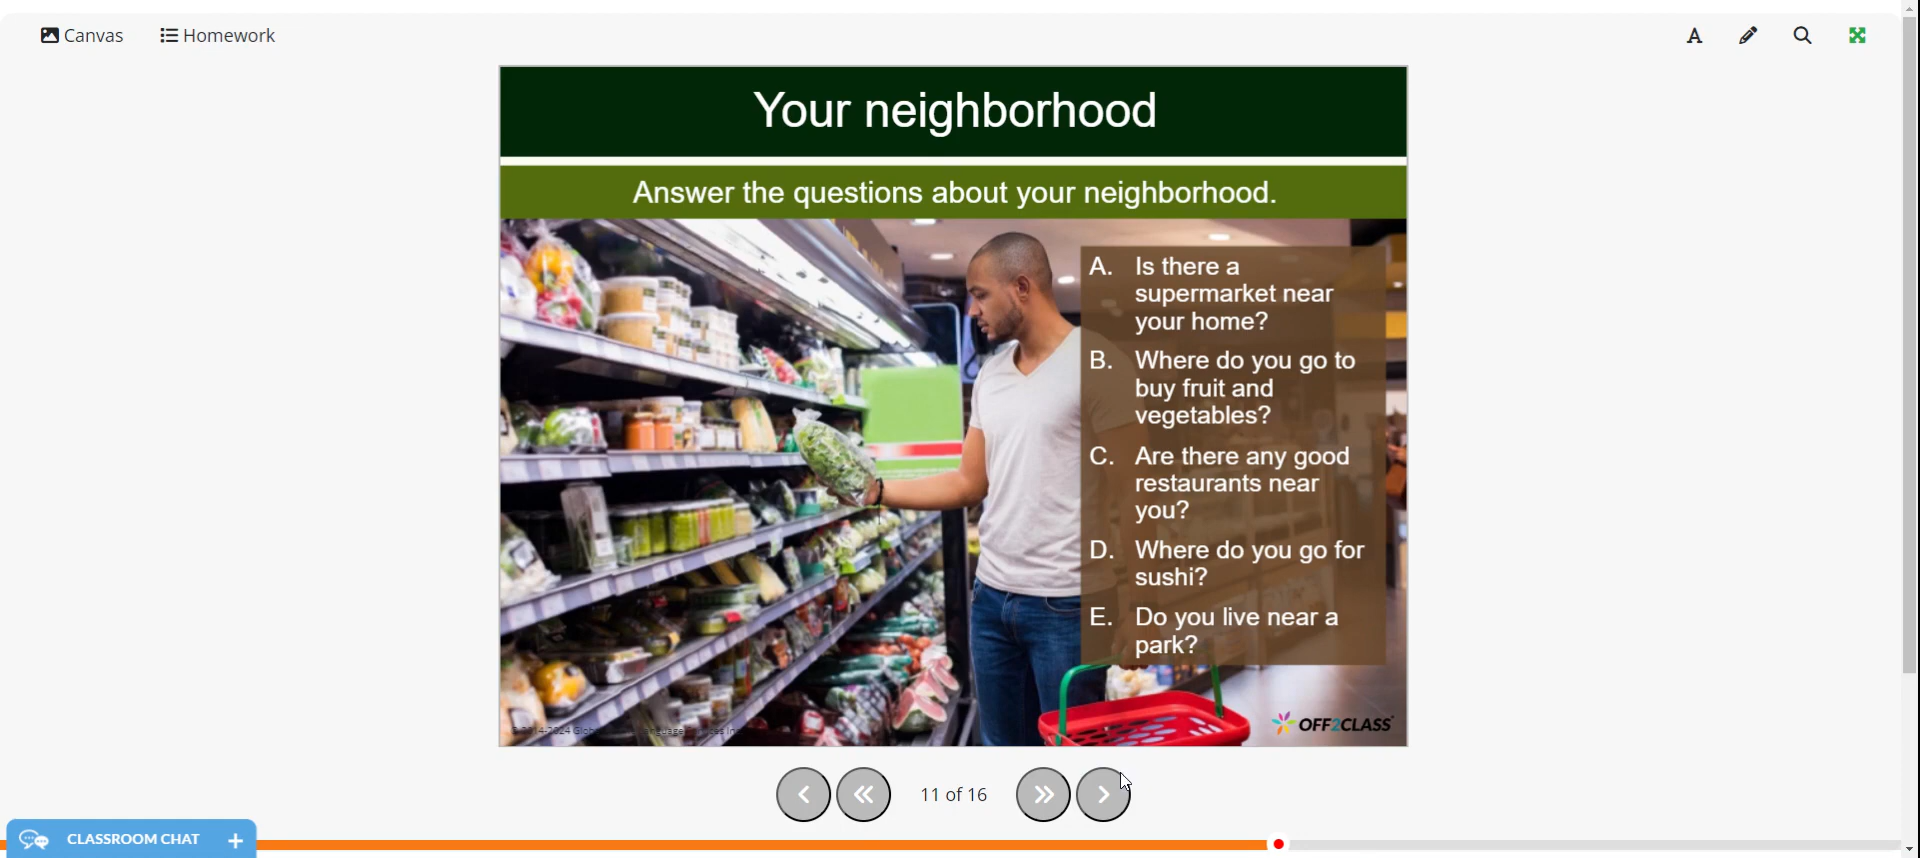 Canvas
Homework
A
Your neighborhood
Answer the questions about your neighborhood.
A. Is there a
supermarket near
your home?
B. Where do you go to
buy fruit and
vegetables?
C. Are there any good
restaurants near
you?
D. Where do you go for
sushi?
E. Do you live near a
park?
OFF2CLASS
11 of 16
CLASSROOM CHAT +